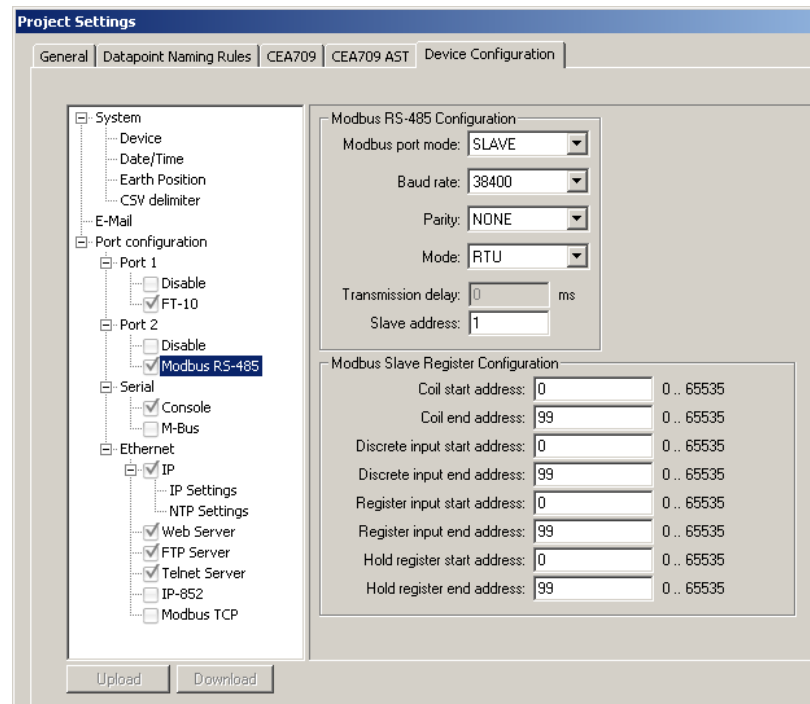 Project Settings
General Datapoint Naming Rules CEA709 CEA709 AST Device Configuration
System
Device
Date/Time
Earth Position
CSV delimiter
E-Mail
Port configuration
Port 1
Disable
FT-10
Port 2
Disable
Modbus RS-485
Serial
Console
M-Bus
Ethernet
IP
IP Settings
NTP Settings
Web Server
FTP Server
Telnet Server
IP-852
Modbus TCP
Upload Download
Modbus RS-485 Configuration
Modbus port mode: SLAVE
Baud rate: 38400
Parity: NONE
Mode: RTU
Transmission delay: 0 ms
Slave address: 1
Modbus Slave Register Configuration
Coil start address: 0 0 .. 65535
Coil end address: 99 0 .. 65535
Discrete input start address: 0 0 .. 65535
Discrete input end address: 99 0 .. 65535
Register input start address: 0 0 .. 65535
Register input end address: 99 0 .. 65535
Hold register start address: 0 0 .. 65535
Hold register end address: 99 0 .. 65535